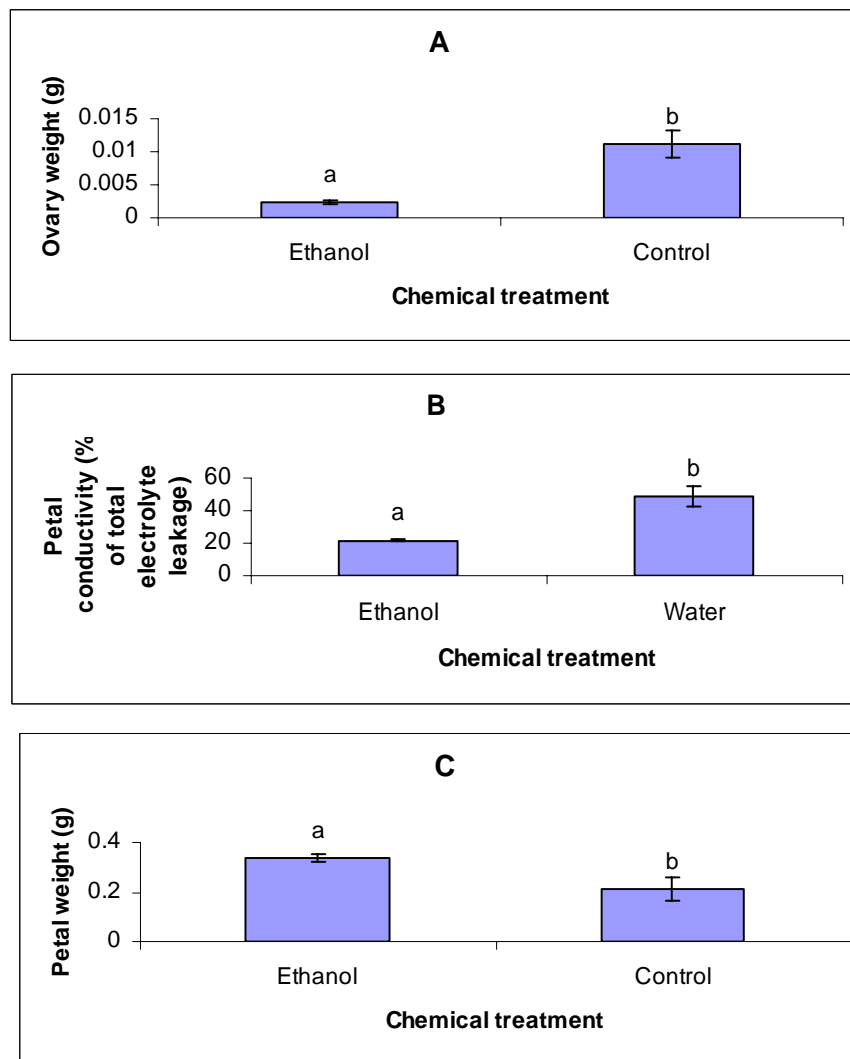 A
Ovary weight (g)
0.015
0.01
0.005
0
a
b
Ethanol
Control
Chemical treatment
B
Petal
conductivity (%
of total
electrolyte
leakage)
60
40
20
0
a
b
Ethanol
Water
Chemical treatment
C
Petal weight (g)
0.4
0.2
0
a
b
Ethanol
Control
Chemical treatment